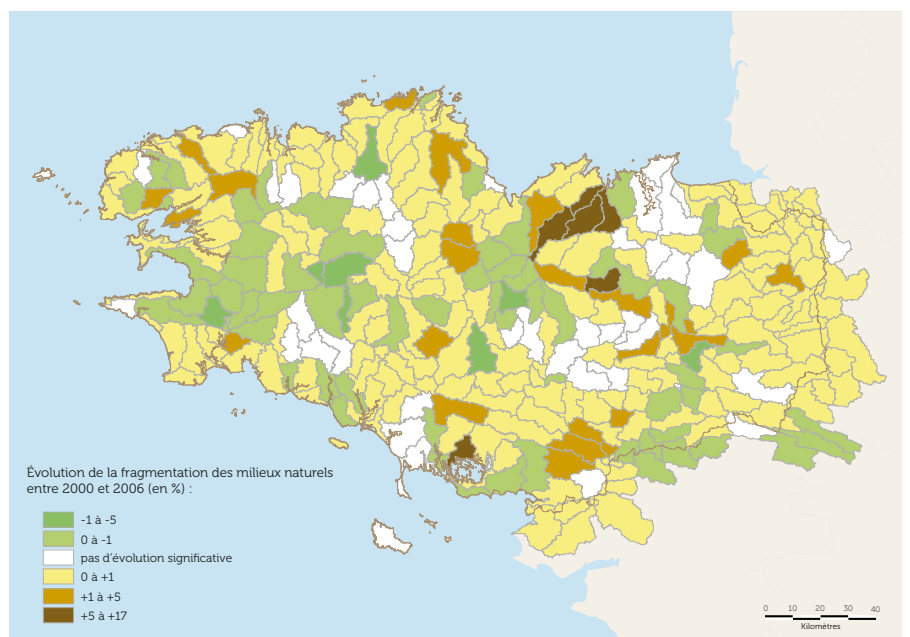 Évolution de la fragmentation des milieux naturels
entre 2000 et 2006 (en %) :
-1 à -5
0 à -1
pas d'évolution significative
0 à +1
+1 à +5
+5 à +17
0 10 20 30 40
Kilomètres